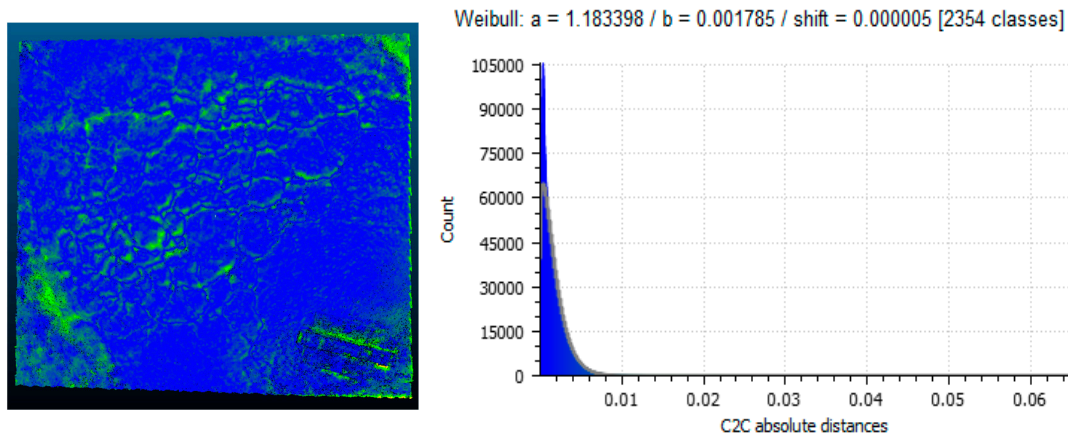 Weibull: a = 1.183398 / b = 0.001785 / shift = 0.000005 [2354 classes]
105000
90000
75000
60000
45000
30000
15000
0
Count
0.01 0.02 0.03 0.04 0.05 0.06
C2C absolute distances